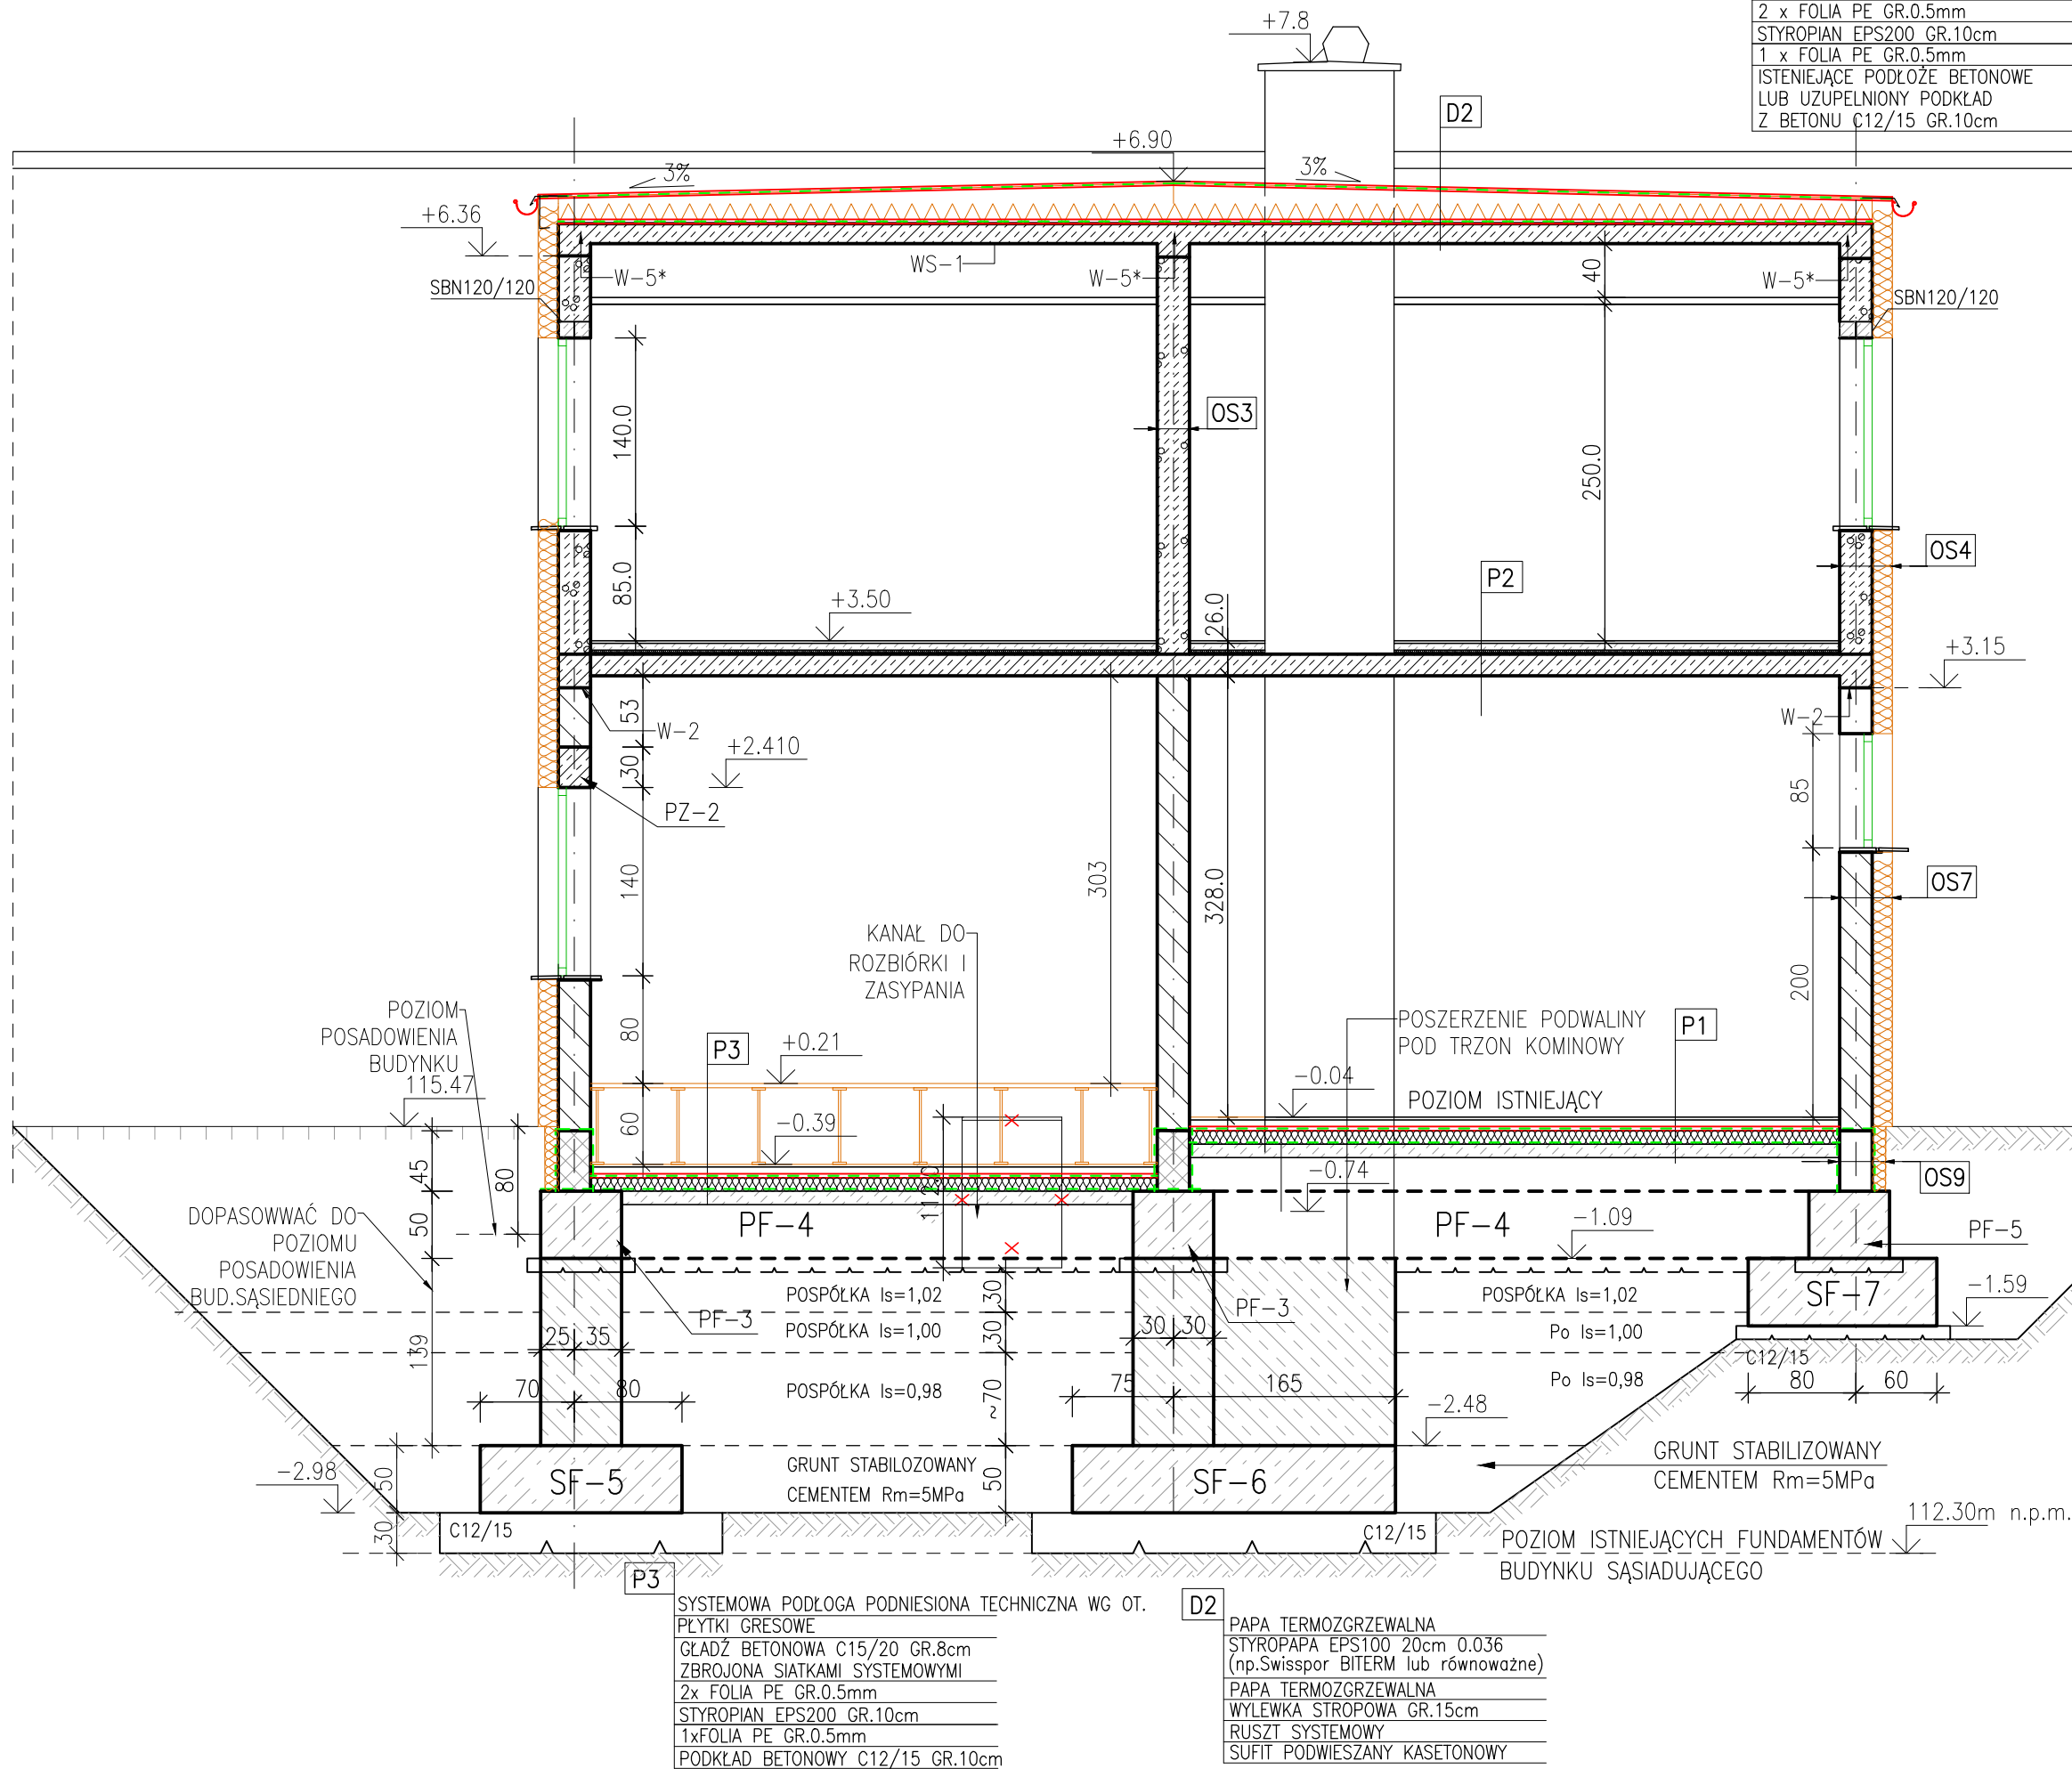 2 x FOLIA PE GR.0.5mm
STYROPIAN EPS200 GR.10cm
1 x FOLIA PE GR.0.5mm
ISTENIEJĄCE PODŁOŻE BETONOWE
LUB UZUPELNIONY PODKŁAD
Z BETONU C12/15 GR.10cm
+7.8
D2
+6.90
3%
3%
+6.36
WS-1
W-5*
W-5*
W-5*
SBN120/120
SBN120/120
40
140.0
OS3
250.0
85.0
OS4
P2
+3.50
26.0
+3.15
53
W-2
W-2
30
+2.410
PZ-2
85
140
303
328.0
OS7
KANAŁ DO
ROZBIÓRKI I
ZASYPANIA
200
POZIOM
POSADOWIENIA
BUDYNKU
115.47
80
P3
+0.21
POSZERZENIE PODWALINY
POD TRZON KOMINOWY
P1
-0.04
POZIOM ISTNIEJĄCY
60
-0.39
112.0
45
80
-0.74
OS9
50
PF-4
PF-4
-1.09
PF-5
DOPASOWWAĆ DO
POZIOMU
POSADOWIENIA
BUD.SĄSIEDNIEGO
POSPÓŁKA Is=1,02
30
POSPÓŁKA Is=1,02
SF-7
-1.59
PF-3
PF-3
POSPÓŁKA Is=1,00
30
Po Is=1,00
139
25
35
30
30
C12/15
POSPÓŁKA Is=0,98
~70
Po Is=0,98
70
80
75
165
80
60
-2.48
-2.98
50
SF-5
GRUNT STABILOZOWANY
CEMENTEM Rm=5MPa
50
SF-6
GRUNT STABILIZOWANY
CEMENTEM Rm=5MPa
30
C12/15
C12/15
112.30m n.p.m.
POZIOM ISTNIEJĄCYCH FUNDAMENTÓW
BUDYNKU SĄSIADUJĄCEGO
P3
SYSTEMOWA PODŁOGA PODNIESIONA TECHNICZNA WG OT.
PŁYTKI GRESOWE
GŁADŹ BETONOWA C15/20 GR.8cm
ZBROJONA SIATKAMI SYSTEMOWYMI
2x FOLIA PE GR.0.5mm
STYROPIAN EPS200 GR.10cm
1xFOLIA PE GR.0.5mm
PODKŁAD BETONOWY C12/15 GR.10cm
D2
PAPA TERMOZGRZEWALNA
STYROPAPA EPS100 20cm 0.036
(np.Swisspor BITERM lub równoważne)
PAPA TERMOZGRZEWALNA
WYLEWKA STROPOWA GR.15cm
RUSZT SYSTEMOWY
SUFIT PODWIESZANY KASETONOWY